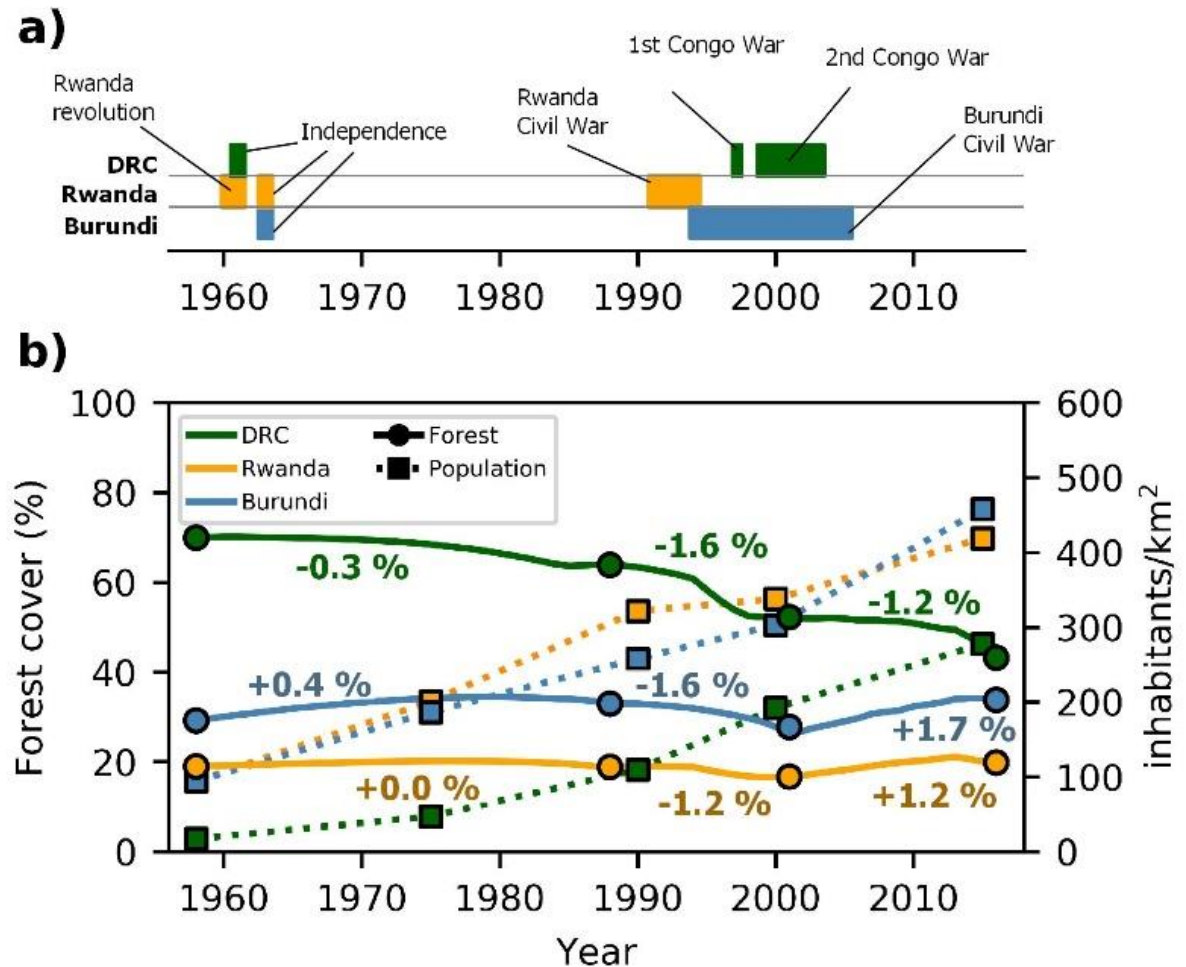 a)
1st Congo War
2nd Congo War
Rwanda
revolution
Rwanda
Civil War
Burundi
Civil War
Independence
DRC
Rwanda
Burundi
1960 1970 1980 1990 2000 2010
b)
100 600
DRC Forest
Rwanda Population
Burundi
500
80
400
60
300
40
200
20
100
0 0
Forest cover (%)
inhabitants/km²
-0.3 %
-1.6 %
-1.2 %
+0.4 %
-1.6 %
+1.7 %
+0.0 %
-1.2 %
+1.2 %
1960 1970 1980 1990 2000 2010
Year